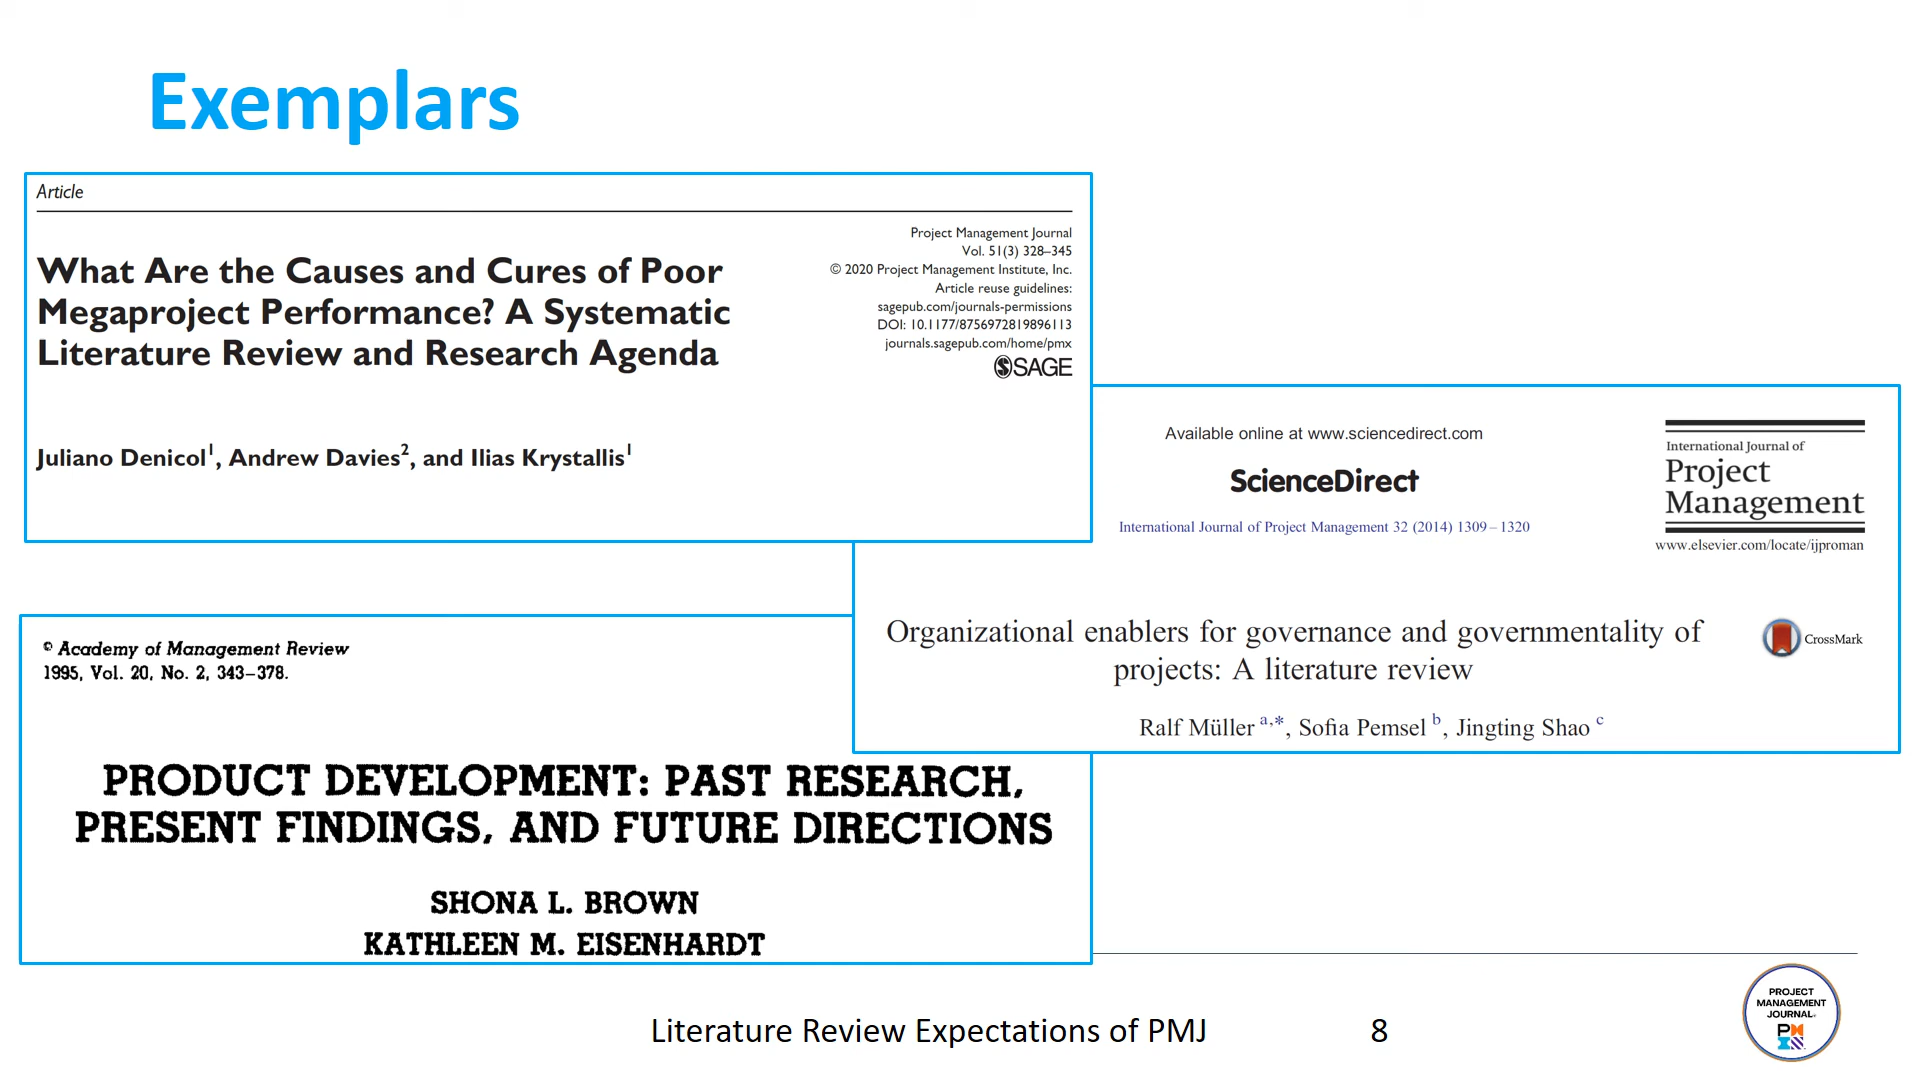 Exemplars
Article
Project Management Journal
Vol. 51(3) 328–345
© 2020 Project Management Institute, Inc.
Article reuse guidelines:
sagepub.com/journals-permissions
DOI: 10.1177/8756972819896113
journals.sagepub.com/home/pmx
SAGE
What Are the Causes and Cures of Poor
Megaproject Performance? A Systematic
Literature Review and Research Agenda
Juliano Denicol1, Andrew Davies2, and Ilias Krystallis1
Available online at www.sciencedirect.com
ScienceDirect
International Journal of Project Management 32 (2014) 1309–1320
International Journal of
Project
Management
www.elsevier.com/locate/ijproman
Organizational enablers for governance and governmentality of
projects: A literature review
CrossMark
Ralf Müller a,*, Sofia Pemsel b, Jingting Shao c
© Academy of Management Review
1995, Vol. 20, No. 2, 343–378.
PRODUCT DEVELOPMENT: PAST RESEARCH,
PRESENT FINDINGS, AND FUTURE DIRECTIONS
SHONA L. BROWN
KATHLEEN M. EISENHARDT
Literature Review Expectations of PMJ
8
PROJECT
MANAGEMENT
JOURNAL